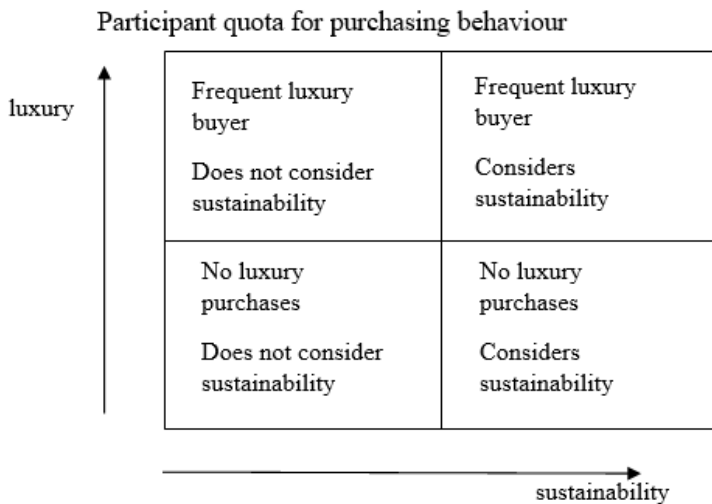 Participant quota for purchasing behaviour
luxury
Frequent luxury
buyer
Does not consider
sustainability
Frequent luxury
buyer
Considers
sustainability
No luxury
purchases
Does not consider
sustainability
No luxury
purchases
Considers
sustainability
sustainability